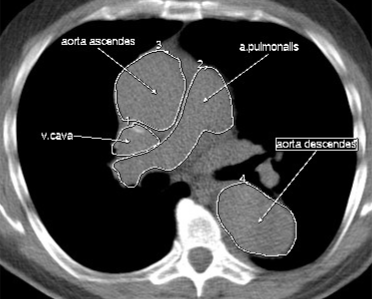 3
aorta ascendes
a.pulmonalis
2
1
v.cava
aorta descendes
4